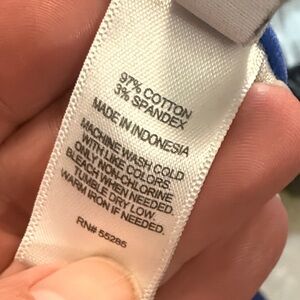 97% COTTON
3% SPANDEX
MADE IN INDONESIA
MACHINE WASH COLD
WITH LIKE COLORS.
ONLY NON-CHLORINE
BLEACH WHEN NEEDED.
TUMBLE DRY LOW.
WARM IRON IF NEEDED.
RN# 55285